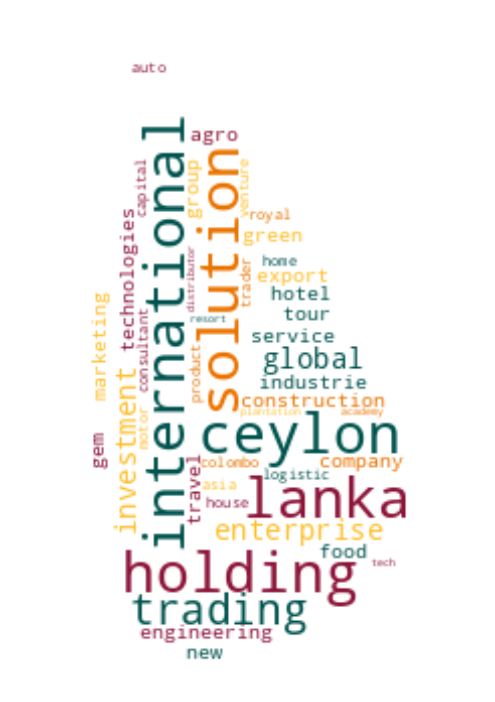 auto
international
agro
solution
capital
group
venture
technologies
royal
green
distributor
home
trader
export
hotel
marketing
tour
consultant
resort
service
global
product
industrie
investment
construction
motor
plantation
academy
ceylon
gem
travel
colombo
company
logistic
asia
lanka
house
enterprise
food
holding
tech
trading
engineering
new